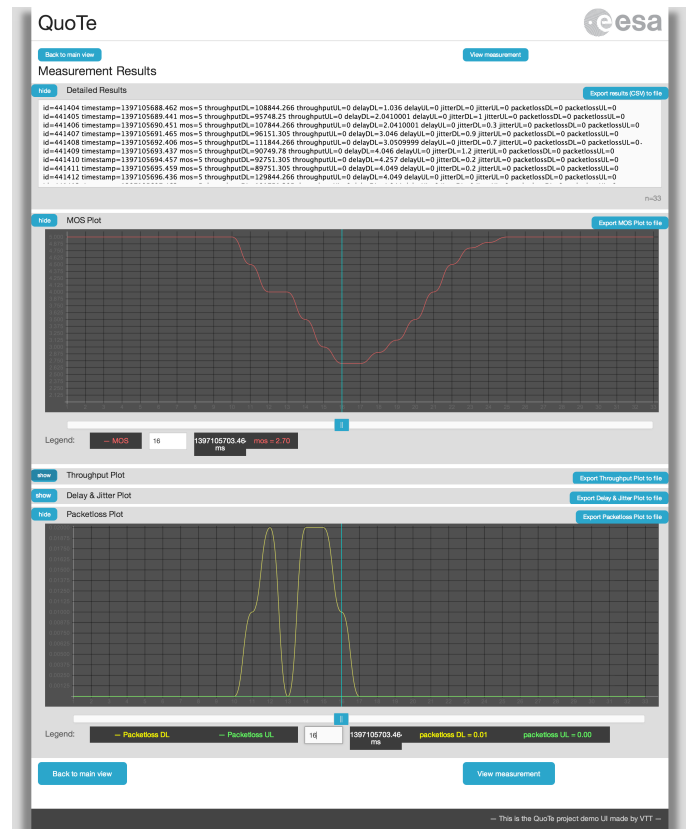 QuoTe
esa
Back to main view
View measurement
Measurement Results
hide Detailed Results Export results (CSV) to file
id=441404 timestamp=1397105688.462 mos=5 throughputDL=108844.266 throughputUL=0 delayDL=1.036 delayUL=0 jitterDL=0 jitterUL=0 packetlossDL=0 packetlossUL=0
id=441405 timestamp=1397105689.441 mos=5 throughputDL=95748.25 throughputUL=0 delayDL=2.0410001 delayUL=0 jitterDL=1 jitterUL=0 packetlossDL=0 packetlossUL=0
id=441406 timestamp=1397105690.451 mos=5 throughputDL=107844.266 throughputUL=0 delayDL=2.0410001 delayUL=0 jitterDL=0.3 jitterUL=0 packetlossDL=0 packetlossUL=0
id=441407 timestamp=1397105691.465 mos=5 throughputDL=96151.305 throughputUL=0 delayDL=3.046 delayUL=0 jitterDL=0.9 jitterUL=0 packetlossDL=0 packetlossUL=0
id=441408 timestamp=1397105692.406 mos=5 throughputDL=111844.266 throughputUL=0 delayDL=3.0509999 delayUL=0 jitterDL=0.7 jitterUL=0 packetlossDL=0 packetlossUL=0-
id=441409 timestamp=1397105693.437 mos=5 throughputDL=90749.78 throughputUL=0 delayDL=4.046 delayUL=0 jitterDL=1.2 jitterUL=0 packetlossDL=0 packetlossUL=0
id=441410 timestamp=1397105694.457 mos=5 throughputDL=92751.305 throughputUL=0 delayDL=4.257 delayUL=0 jitterDL=0.2 jitterUL=0 packetlossDL=0 packetlossUL=0
id=441411 timestamp=1397105695.459 mos=5 throughputDL=89751.305 throughputUL=0 delayDL=4.049 delayUL=0 jitterDL=0.2 jitterUL=0 packetlossDL=0 packetlossUL=0
id=441412 timestamp=1397105696.436 mos=5 throughputDL=129844.266 throughputUL=0 delayDL=4.049 delayUL=0 jitterDL=0 jitterUL=0 packetlossDL=0 packetlossUL=0
n=33
hide MOS Plot Export MOS Plot to file
Legend: — MOS 16 1397105703.46 mos = 2.70
ms
show Throughput Plot Export Throughput Plot to file
show Delay & Jitter Plot Export Delay & Jitter Plot to file
hide Packetloss Plot Export Packetloss Plot to file
Legend: — Packetloss DL — Packetloss UL 16 1397105703.46 packetloss DL = 0.01 packetloss UL = 0.00
ms
Back to main view
View measurement
— This is the QuoTe project demo UI made by VTT —